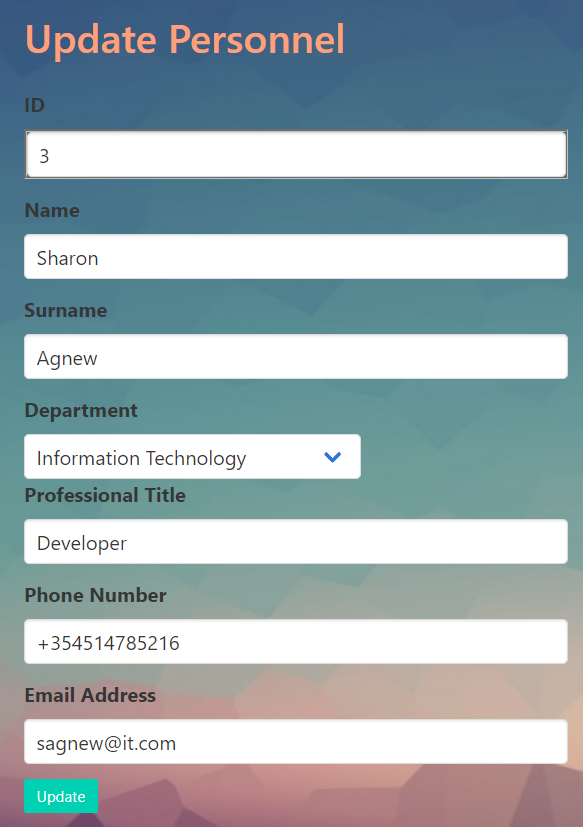 Update Personnel
ID
3
Name
Sharon
Surname
Agnew
Department
Information Technology
Professional Title
Developer
Phone Number
+354514785216
Email Address
sagnew@it.com
Update